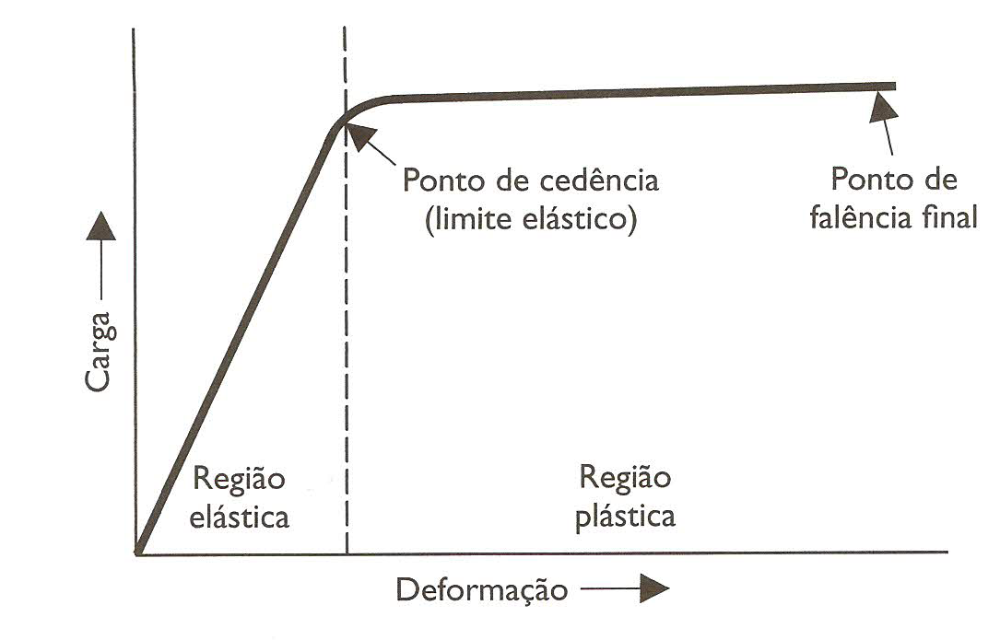 Ponto de cedência
(limite elástico)
Ponto de
falência final
Carga
Região
elástica
Região
plástica
Deformação